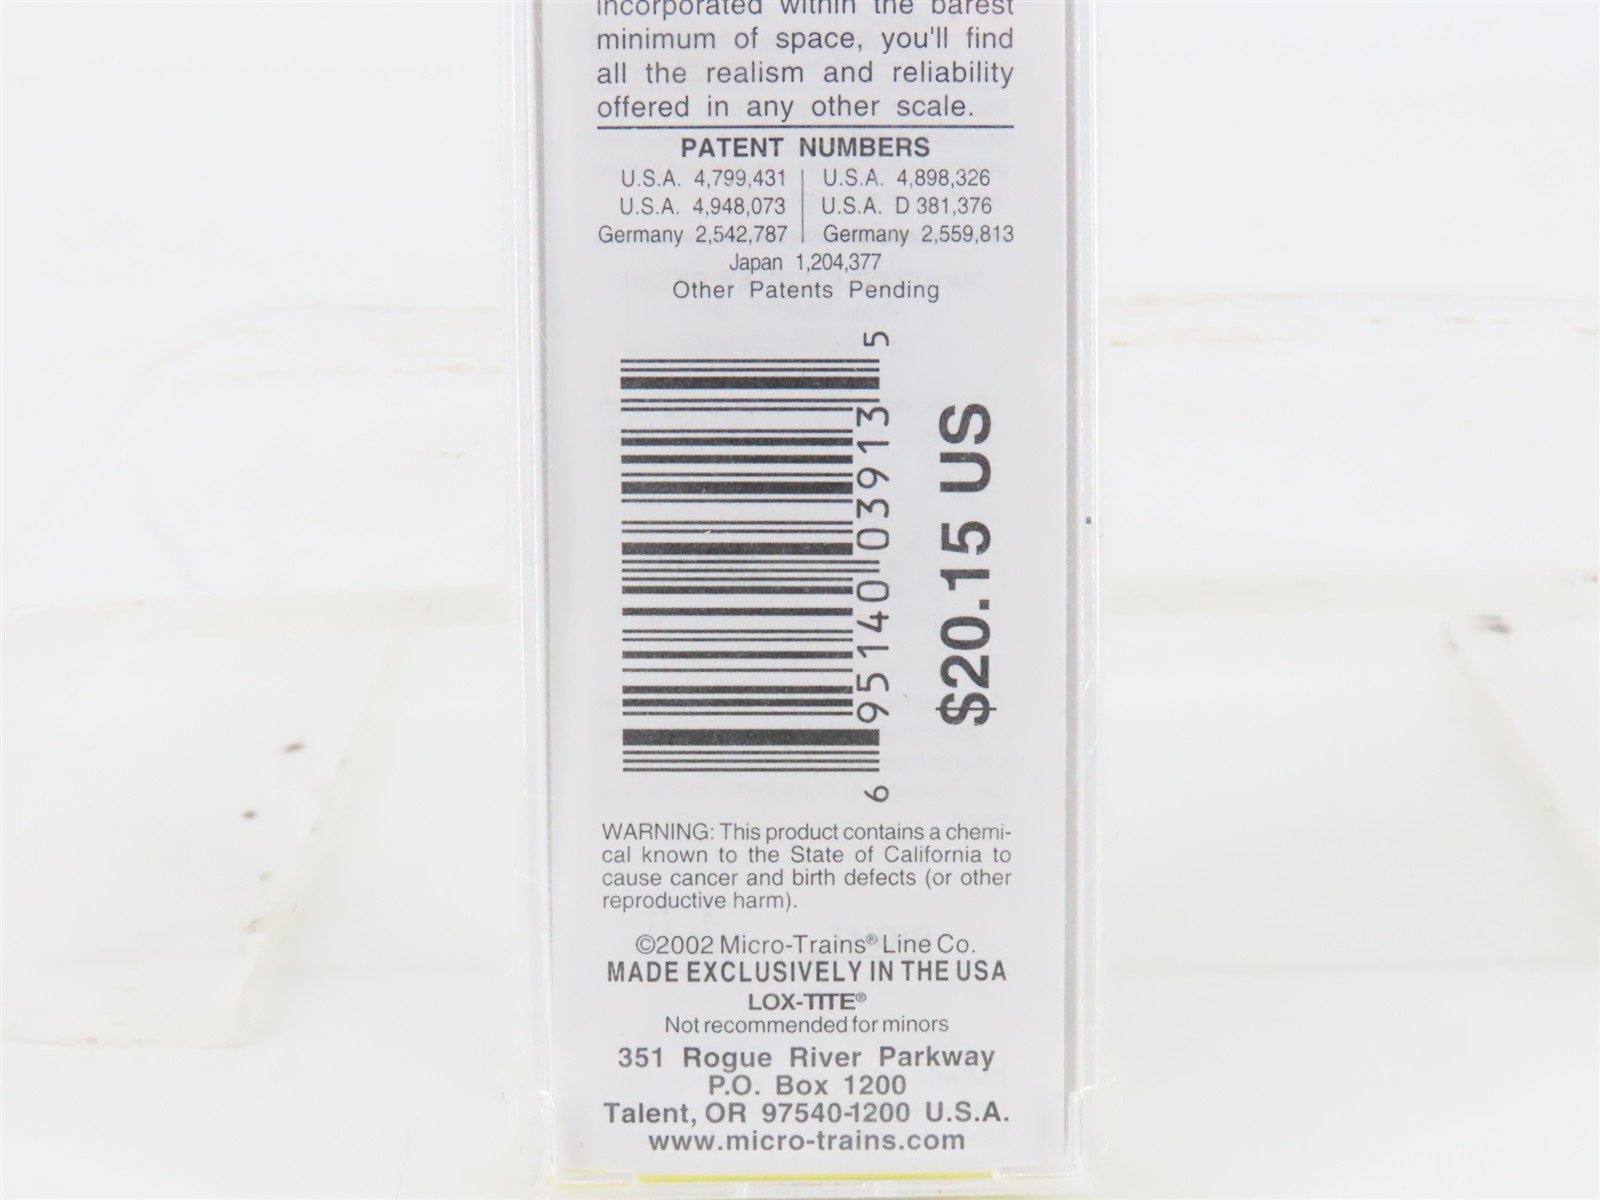 incorporated within the barest
minimum of space, you'll find
all the realism and reliability
offered in any other scale.
PATENT NUMBERS
U.S.A. 4,799,431 | U.S.A. 4,898,326
U.S.A. 4,948,073 | U.S.A. D 381,376
Germany 2,542,787 | Germany 2,559,813
Japan 1,204,377
Other Patents Pending
6 95140 03913 5
$20.15 US
WARNING: This product contains a chemi-
cal known to the State of California to
cause cancer and birth defects (or other
reproductive harm).
©2002 Micro-Trains® Line Co.
MADE EXCLUSIVELY IN THE USA
LOX-TITE®
Not recommended for minors
351 Rogue River Parkway
P.O. Box 1200
Talent, OR 97540-1200 U.S.A.
www.micro-trains.com